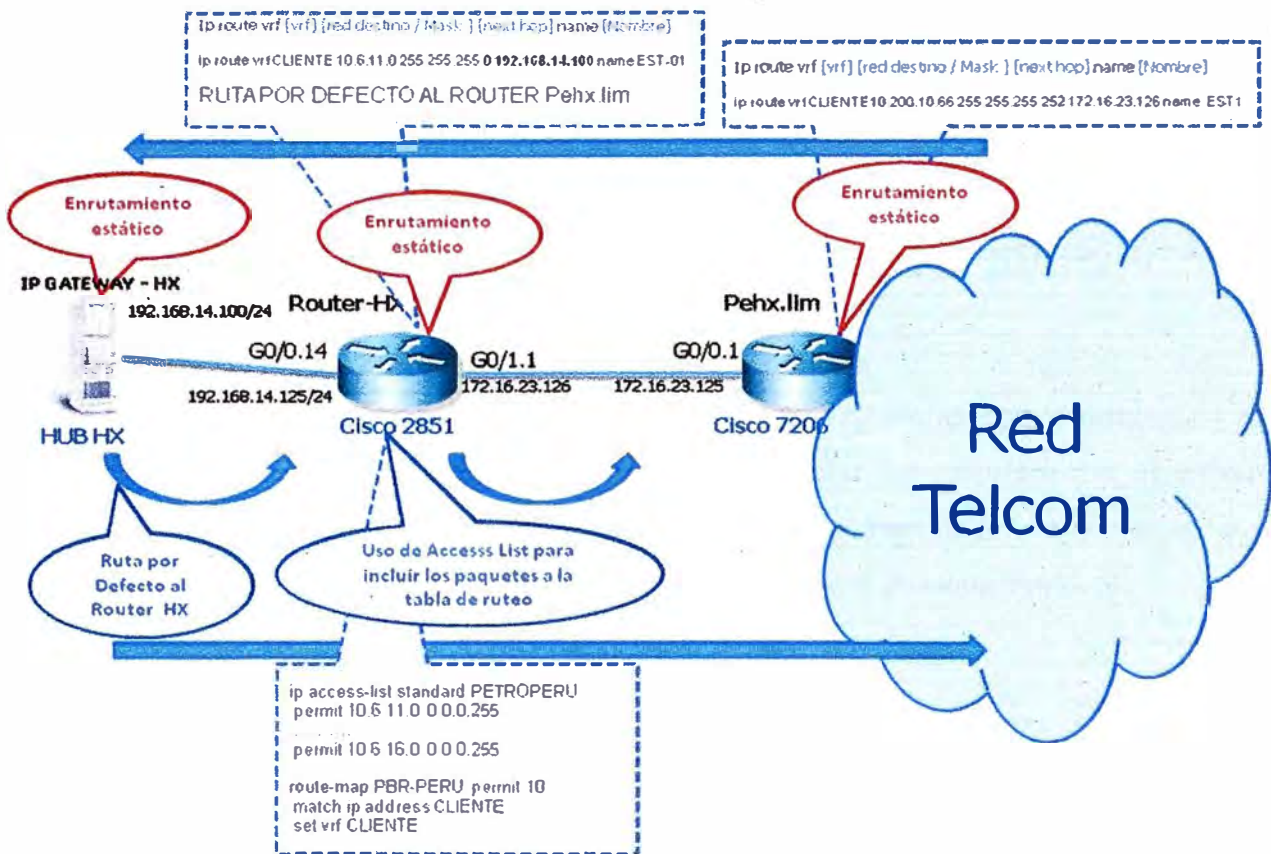 Ip route vrf [vrf] [red destino / Mask ] [next hop] name [Nombre]
ip route vrf CLIENTE 10.6.11.0 255 255 255 0 192.168.14.100 name EST-01
RUTA POR DEFECTO AL ROUTER Pehx.lim
Ip route vrf [vrf] [red destino / Mask ] [next hop] name [Nombre]
ip route vrf CLIENTE 10 200.10.66 255 255.255 252 172.16.23.126 name EST1
Enrutamiento
estático
Enrutamiento
estático
Enrutamiento
estático
IP GATEWAY - HX
192.168.14.100/24
Router-HX
Pehx.lim
G0/0.14
G0/1.1
G0/0.1
192.168.14.125/24
172.16.23.126
172.16.23.125
HUB HX
Cisco 2851
Cisco 7206
Red
Telcom
Ruta por
Defecto al
Router HX
Uso de Accesss List para
incluír los paquetes a la
tabla de ruteo
ip access-list standard PETROPERU
permit 10.6 11.0 0 0.0.255
........ ........
permit 10 6 16.0 0 0 0.255
route-map PBR-PERU permit 10
match ip address CLIENTE
set vrf CLIENTE